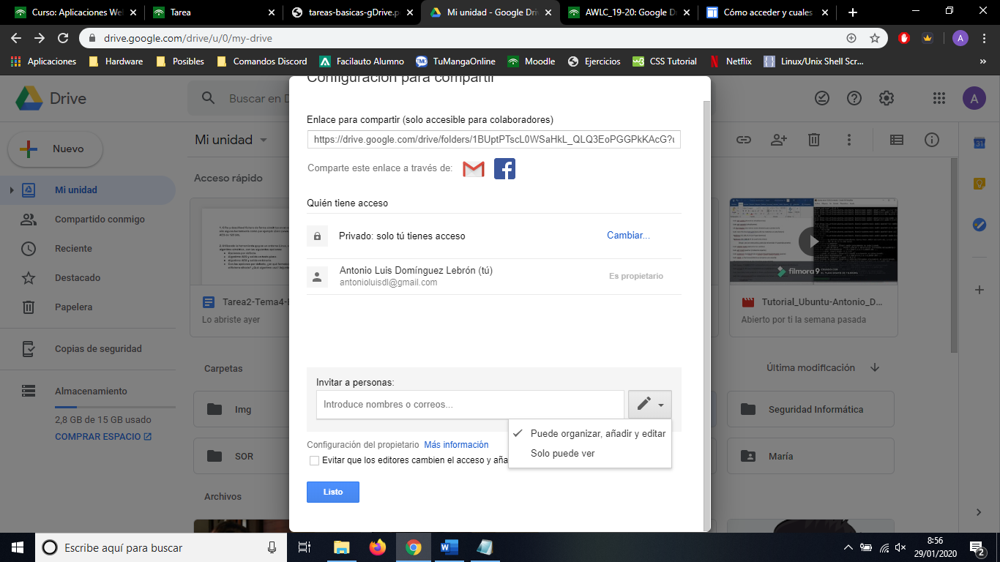 Curso: Aplicaciones Wel
Tarea
tareas-basicas-gDrive.p
Mi unidad - Google Dri
AWLC_19-20: Google D
Cómo acceder y cuales
drive.google.com/drive/u/0/my-drive
A
Aplicaciones
Hardware
Posibles
Comandos Discord
Facilauto Alumno
TuMangaOnline
Moodle
Ejercicios
CSS Tutorial
Netflix
Linux/Unix Shell Scr...
Drive
Buscar en D
A
Configuración para compartir
Enlace para compartir (solo accesible para colaboradores)
https://drive.google.com/drive/folders/1BUptPTscL0WSaHkL_QLQ3EoPGGPkKAcG?u
Comparte este enlace a través de:
Quién tiene acceso
Privado: solo tú tienes acceso
Cambiar...
Antonio Luis Domínguez Lebrón (tú)
antonioluisdl@gmail.com
Es propietario
Invitar a personas:
Introduce nombres o correos...
Puede organizar, añadir y editar
Solo puede ver
Configuración del propietario Más información
Evitar que los editores cambien el acceso y aña
Listo
Nuevo
Mi unidad
Compartido conmigo
Reciente
Destacado
Papelera
Copias de seguridad
Almacenamiento
2,8 GB de 15 GB usado
COMPRAR ESPACIO
Mi unidad
Acceso rápido
Tarea2-Tema4-
Lo abriste ayer
filmora9
Tutorial_Ubuntu-Antonio_D...
Abierto por ti la semana pasada
Carpetas
Última modificación
Img
Seguridad Informática
SOR
María
Archivos
31
Escribe aquí para buscar
8:56
29/01/2020
2